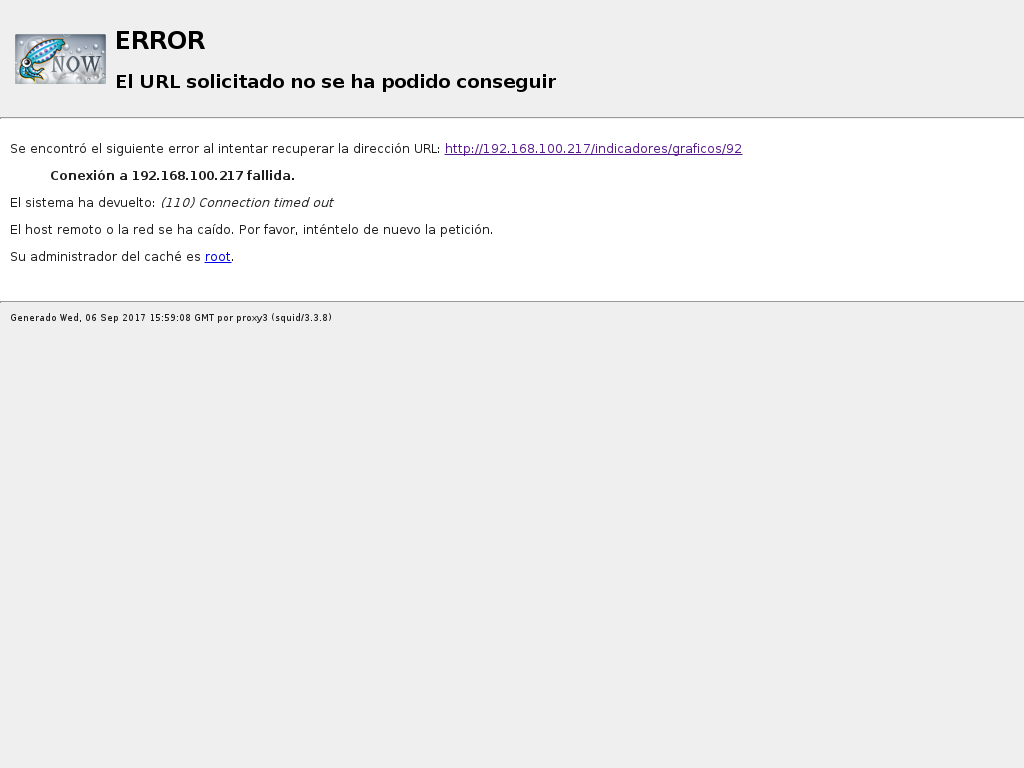 NOW
ERROR
El URL solicitado no se ha podido conseguir
Se encontró el siguiente error al intentar recuperar la dirección URL: http://192.168.100.217/indicadores/graficos/92
Conexión a 192.168.100.217 fallida.
El sistema ha devuelto: (110) Connection timed out
El host remoto o la red se ha caído. Por favor, inténtelo de nuevo la petición.
Su administrador del caché es root.
Generado Wed, 06 Sep 2017 15:59:08 GMT por proxy3 (squid/3.3.8)